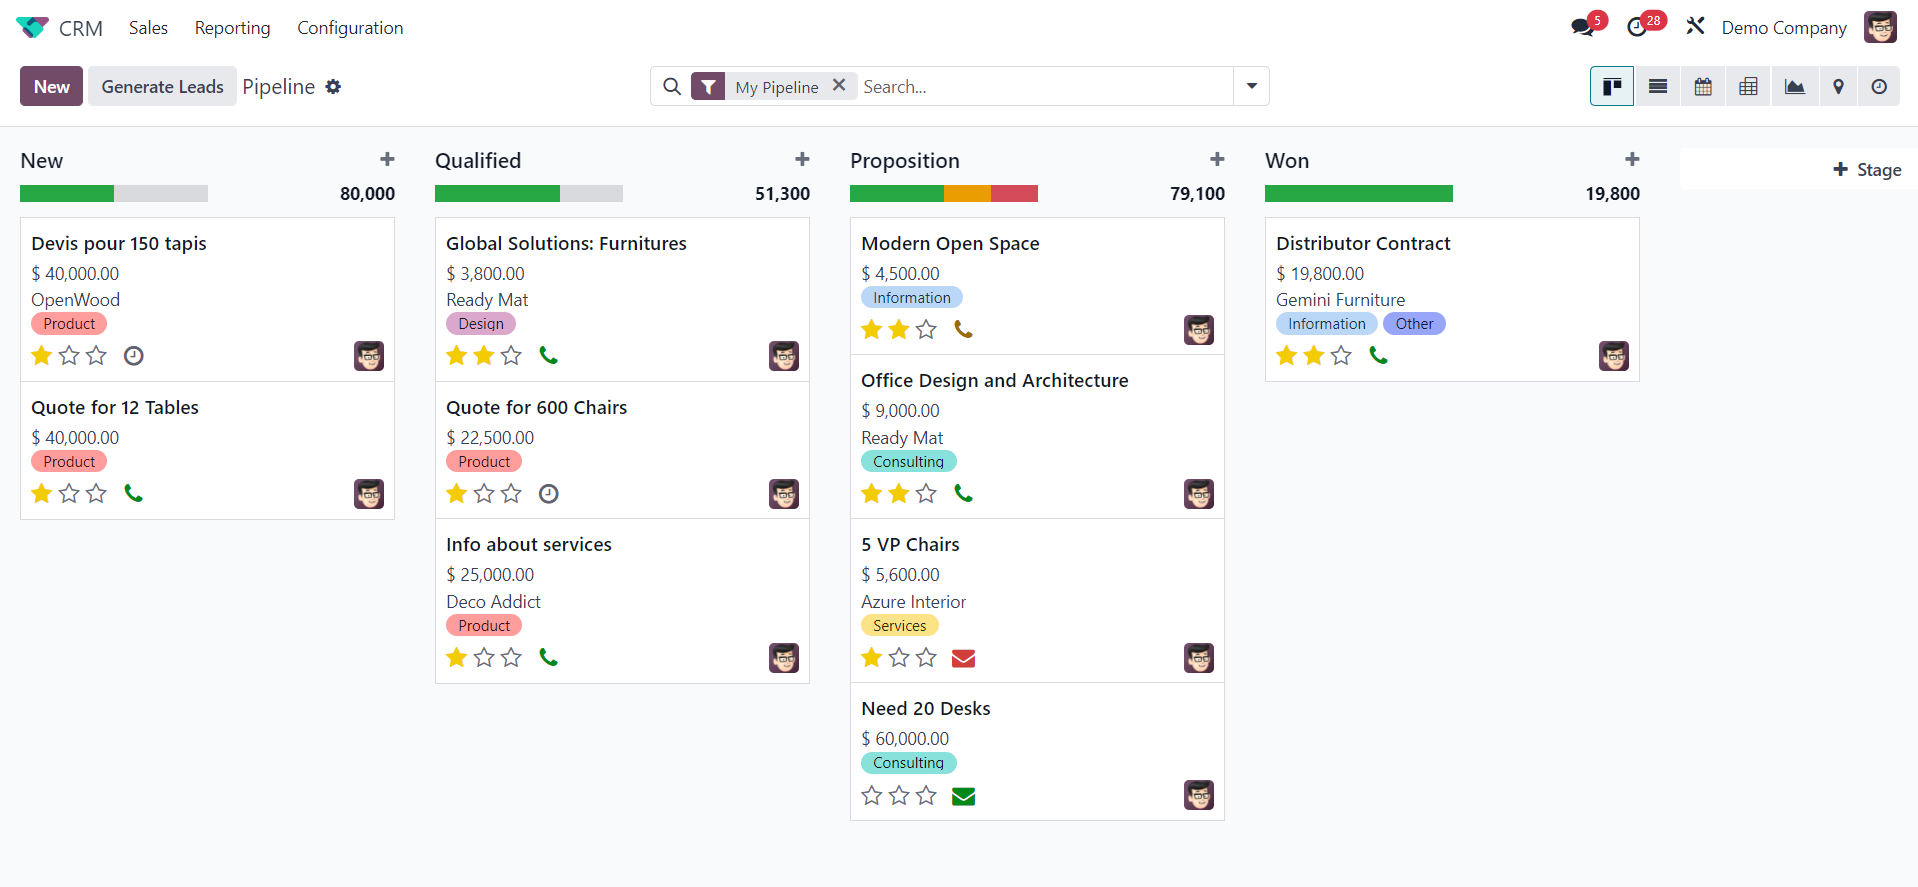 CRM Sales Reporting Configuration 5 28 Demo Company
New Generate Leads Pipeline My Pipeline Search...
New
80,000
Devis pour 150 tapis
$ 40,000.00
OpenWood
Product
Quote for 12 Tables
$ 40,000.00
Product
Qualified
51,300
Global Solutions: Furnitures
$ 3,800.00
Ready Mat
Design
Quote for 600 Chairs
$ 22,500.00
Product
Info about services
$ 25,000.00
Deco Addict
Product
Proposition
79,100
Modern Open Space
$ 4,500.00
Information
Office Design and Architecture
$ 9,000.00
Ready Mat
Consulting
5 VP Chairs
$ 5,600.00
Azure Interior
Services
Need 20 Desks
$ 60,000.00
Consulting
Won
19,800
Distributor Contract
$ 19,800.00
Gemini Furniture
Information Other
Stage